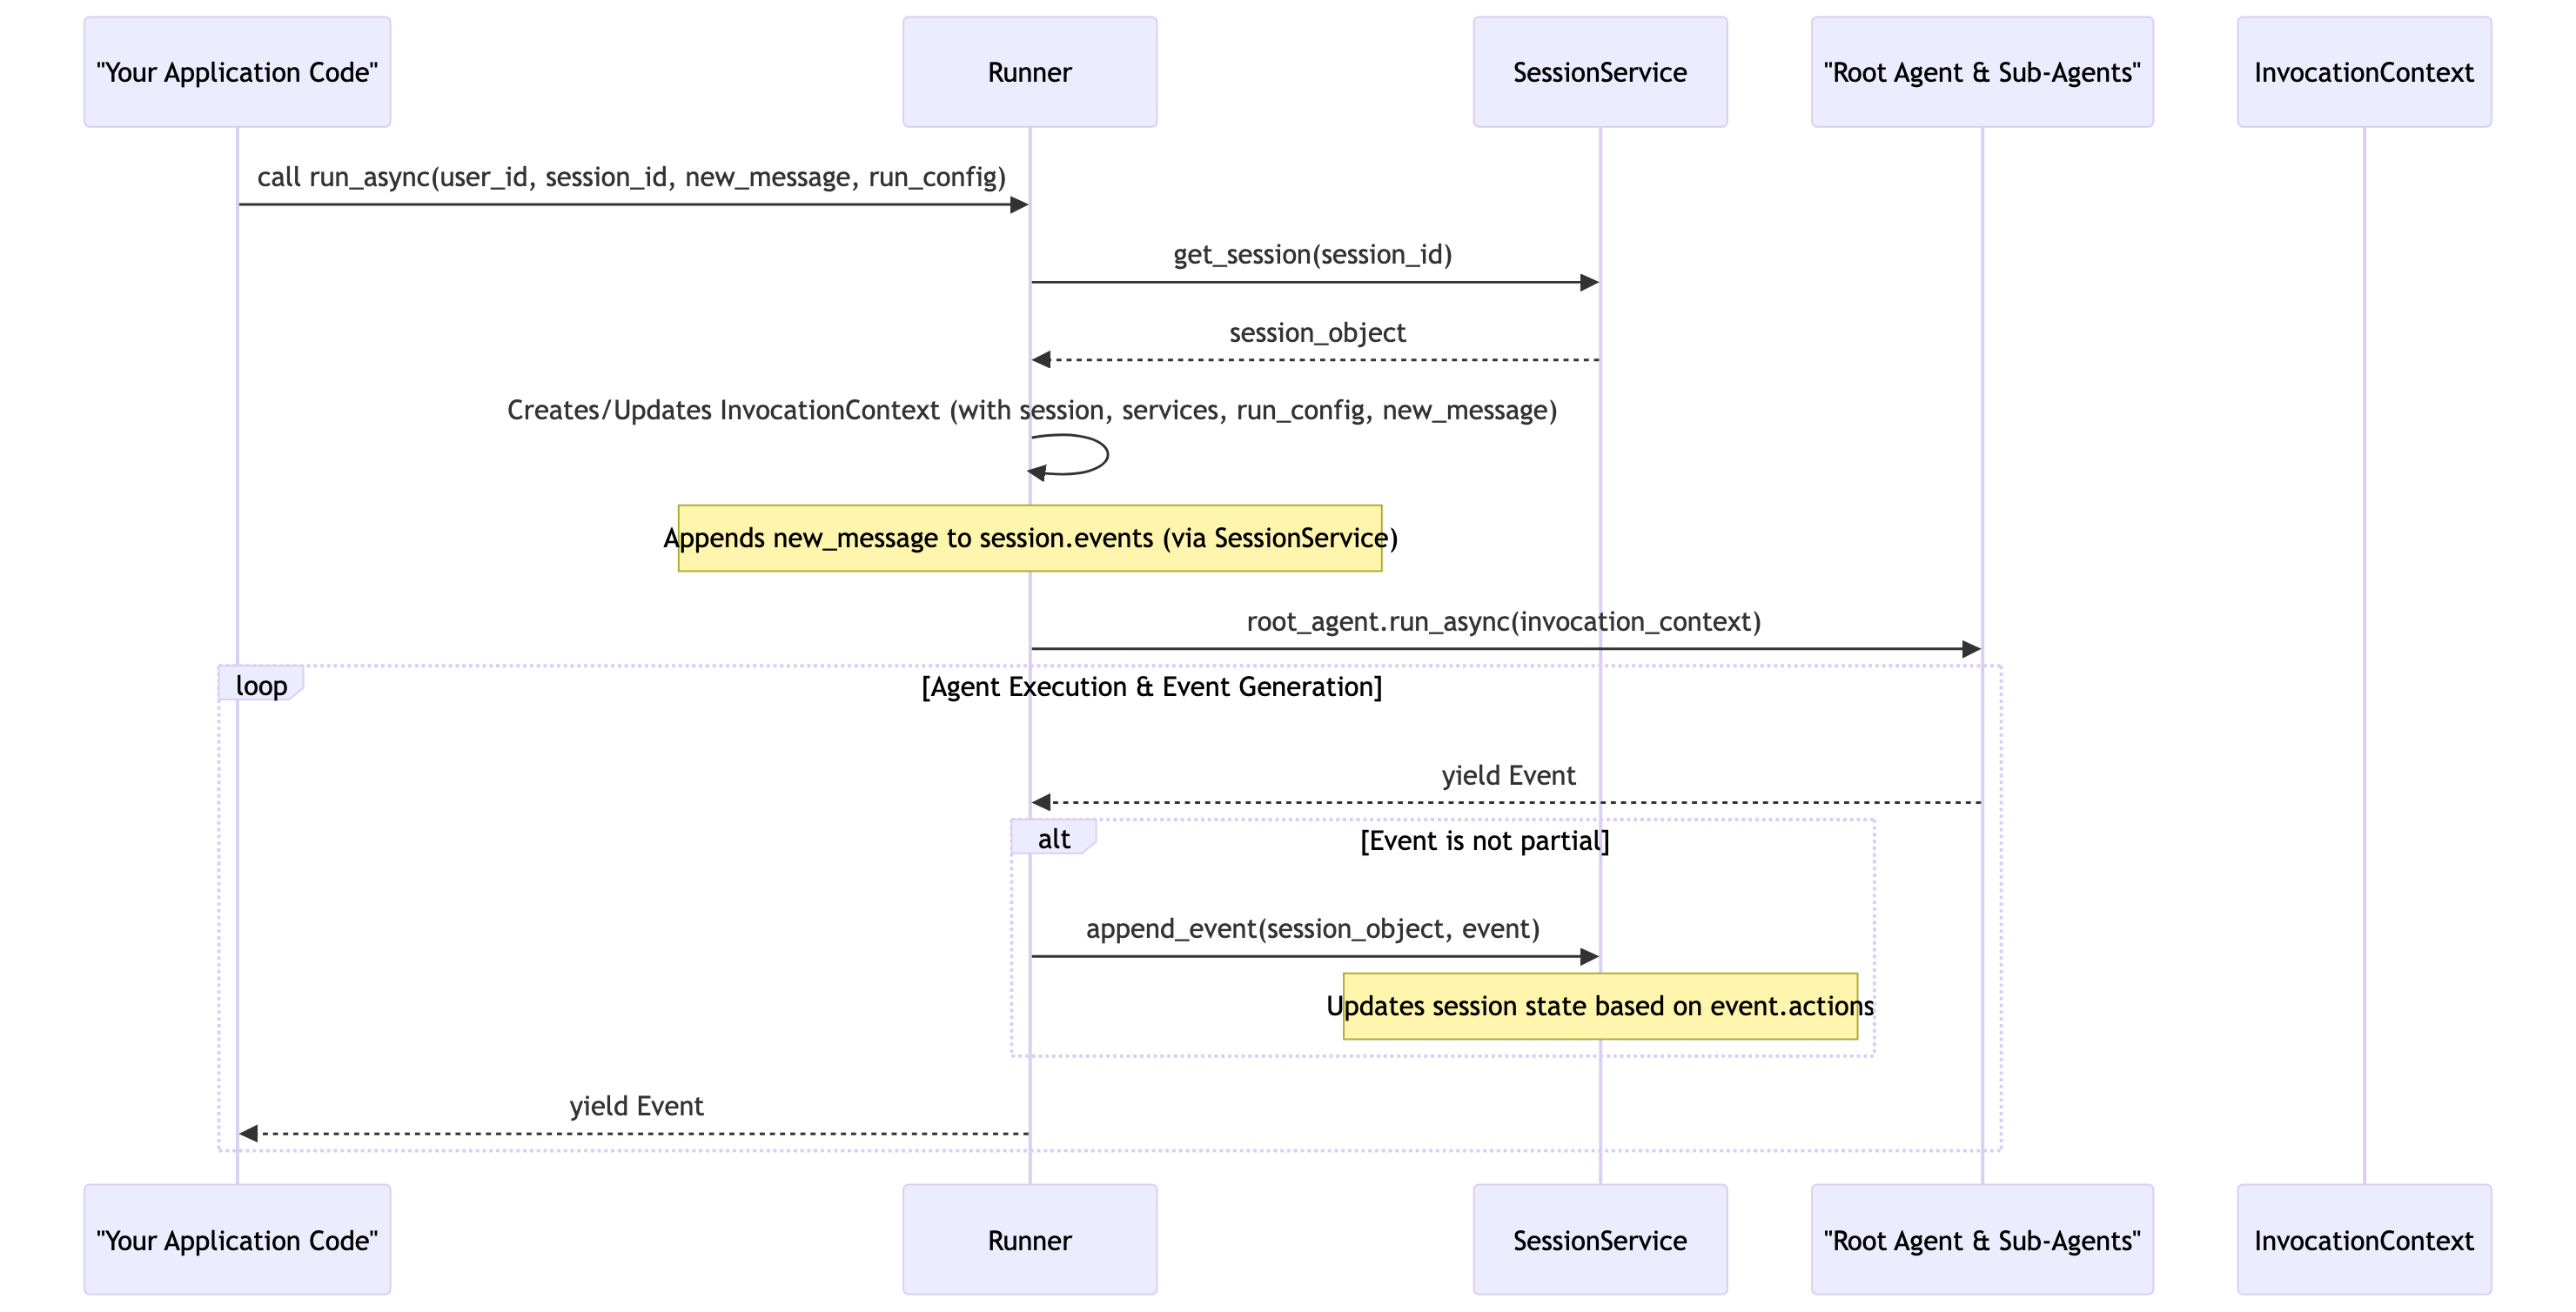 "Your Application Code"
Runner
SessionService
"Root Agent & Sub-Agents"
InvocationContext
call run_async(user_id, session_id, new_message, run_config)
get_session(session_id)
session_object
Creates/Updates InvocationContext (with session, services, run_config, new_message)
Appends new_message to session.events (via SessionService)
root_agent.run_async(invocation_context)
loop
[Agent Execution & Event Generation]
yield Event
alt
[Event is not partial]
append_event(session_object, event)
Updates session state based on event.actions
yield Event
"Your Application Code"
Runner
SessionService
"Root Agent & Sub-Agents"
InvocationContext